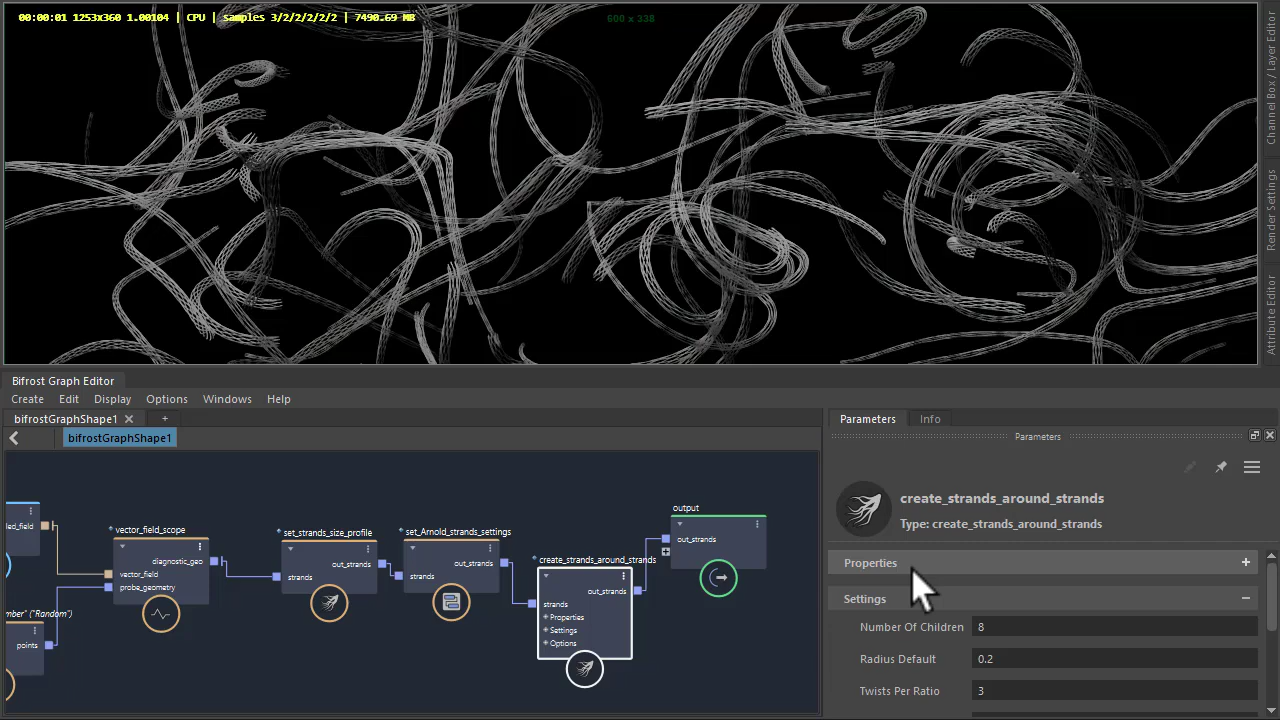 00:00:01 1253x360 1.00104 | CPU | samples 3/2/2/2/2/2 | 7490.69 MB
600 x 338
Channel Box / Layer Editor
Render Settings
Attribute Editor
Bifrost Graph Editor
Create Edit Display Options Windows Help
bifrostGraphShape1
bifrostGraphShape1
led_field
mber" ("Random")
points
vector_field_scope
diagnostic_geo
vector_field
probe_geometry
set_strands_size_profile
out_strands
strands
set_Arnold_strands_settings
out_strands
strands
create_strands_around_strands
out_strands
strands
Properties
Settings
Options
output
out_strands
Parameters Info
Parameters
create_strands_around_strands
Type: create_strands_around_strands
Properties
Settings
Number Of Children 8
Radius Default 0.2
Twists Per Ratio 3